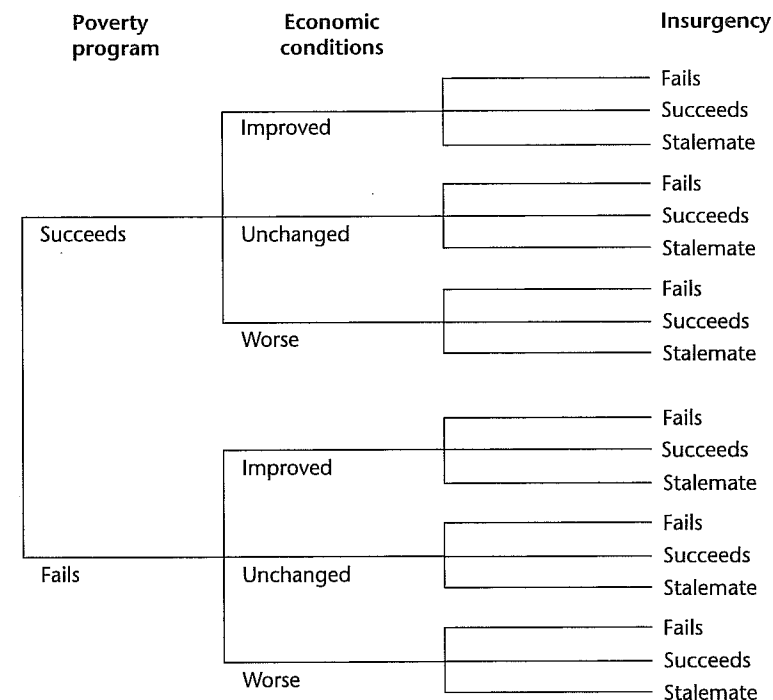 Poverty program
Economic conditions
Insurgency
Fails
Succeeds
Improved
Stalemate
Fails
Succeeds
Succeeds
Unchanged
Stalemate
Fails
Succeeds
Worse
Stalemate
Fails
Succeeds
Improved
Stalemate
Fails
Succeeds
Fails
Unchanged
Stalemate
Fails
Succeeds
Worse
Stalemate